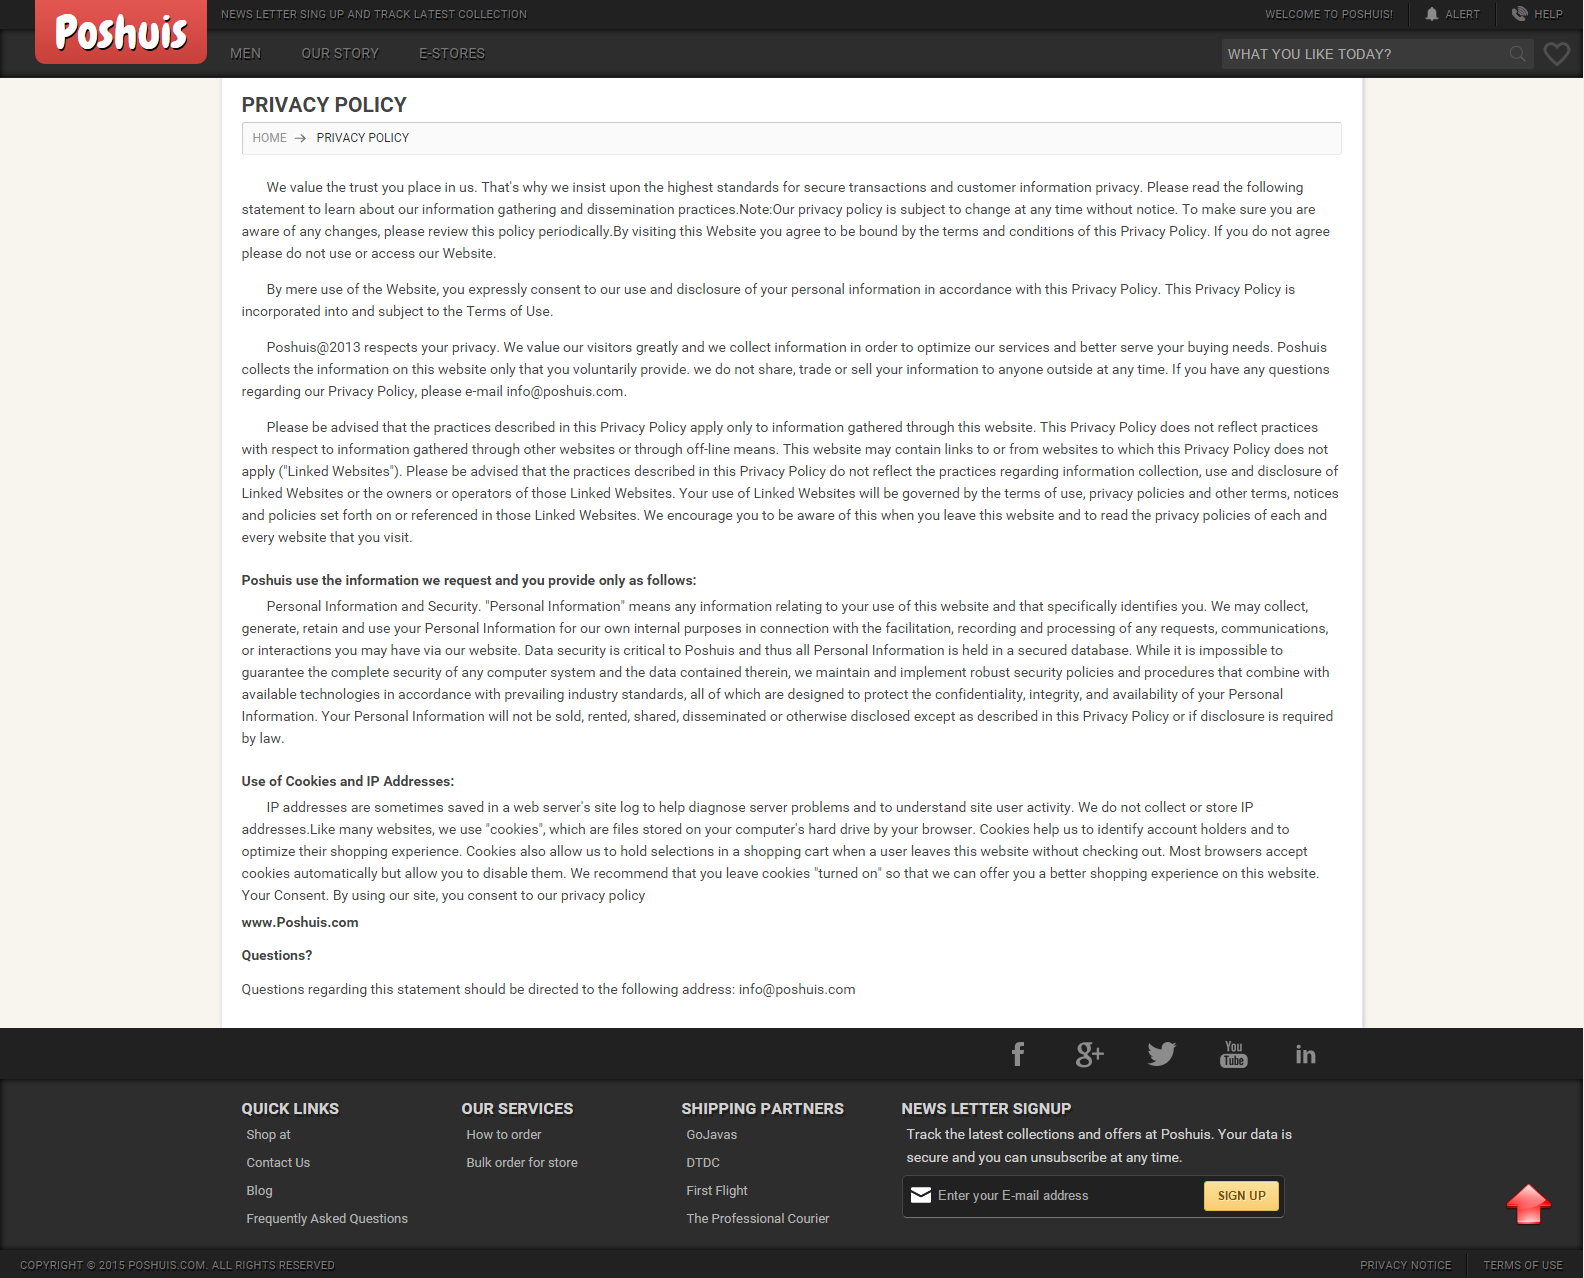 Poshuis
NEWS LETTER SING UP AND TRACK LATEST COLLECTION
WELCOME TO POSHUIS!
ALERT
HELP
MEN
OUR STORY
E-STORES
WHAT YOU LIKE TODAY?
PRIVACY POLICY
HOME
PRIVACY POLICY
We value the trust you place in us. That's why we insist upon the highest standards for secure transactions and customer information privacy. Please read the following
statement to learn about our information gathering and dissemination practices.Note:Our privacy policy is subject to change at any time without notice. To make sure you are
aware of any changes, please review this policy periodically.By visiting this Website you agree to be bound by the terms and conditions of this Privacy Policy. If you do not agree
please do not use or access our Website.
By mere use of the Website, you expressly consent to our use and disclosure of your personal information in accordance with this Privacy Policy. This Privacy Policy is
incorporated into and subject to the Terms of Use.
Poshuis@2013 respects your privacy. We value our visitors greatly and we collect information in order to optimize our services and better serve your buying needs. Poshuis
collects the information on this website only that you voluntarily provide. we do not share, trade or sell your information to anyone outside at any time. If you have any questions
regarding our Privacy Policy, please e-mail info@poshuis.com.
Please be advised that the practices described in this Privacy Policy apply only to information gathered through this website. This Privacy Policy does not reflect practices
with respect to information gathered through other websites or through off-line means. This website may contain links to or from websites to which this Privacy Policy does not
apply ("Linked Websites"). Please be advised that the practices described in this Privacy Policy do not reflect the practices regarding information collection, use and disclosure of
Linked Websites or the owners or operators of those Linked Websites. Your use of Linked Websites will be governed by the terms of use, privacy policies and other terms, notices
and policies set forth on or referenced in those Linked Websites. We encourage you to be aware of this when you leave this website and to read the privacy policies of each and
every website that you visit.
Poshuis use the information we request and you provide only as follows:
Personal Information and Security. "Personal Information" means any information relating to your use of this website and that specifically identifies you. We may collect,
generate, retain and use your Personal Information for our own internal purposes in connection with the facilitation, recording and processing of any requests, communications,
or interactions you may have via our website. Data security is critical to Poshuis and thus all Personal Information is held in a secured database. While it is impossible to
guarantee the complete security of any computer system and the data contained therein, we maintain and implement robust security policies and procedures that combine with
available technologies in accordance with prevailing industry standards, all of which are designed to protect the confidentiality, integrity, and availability of your Personal
Information. Your Personal Information will not be sold, rented, shared, disseminated or otherwise disclosed except as described in this Privacy Policy or if disclosure is required
by law.
Use of Cookies and IP Addresses:
IP addresses are sometimes saved in a web server's site log to help diagnose server problems and to understand site user activity. We do not collect or store IP
addresses.Like many websites, we use "cookies", which are files stored on your computer's hard drive by your browser. Cookies help us to identify account holders and to
optimize their shopping experience. Cookies also allow us to hold selections in a shopping cart when a user leaves this website without checking out. Most browsers accept
cookies automatically but allow you to disable them. We recommend that you leave cookies "turned on" so that we can offer you a better shopping experience on this website.
Your Consent. By using our site, you consent to our privacy policy
www.Poshuis.com
Questions?
Questions regarding this statement should be directed to the following address: info@poshuis.com
f
g+
You
Tube
in
QUICK LINKS
Shop at
Contact Us
Blog
Frequently Asked Questions
OUR SERVICES
How to order
Bulk order for store
SHIPPING PARTNERS
GoJavas
DTDC
First Flight
The Professional Courier
NEWS LETTER SIGNUP
Track the latest collections and offers at Poshuis. Your data is
secure and you can unsubscribe at any time.
Enter your E-mail address
SIGN UP
COPYRIGHT © 2015 POSHUIS.COM. ALL RIGHTS RESERVED
PRIVACY NOTICE
TERMS OF USE